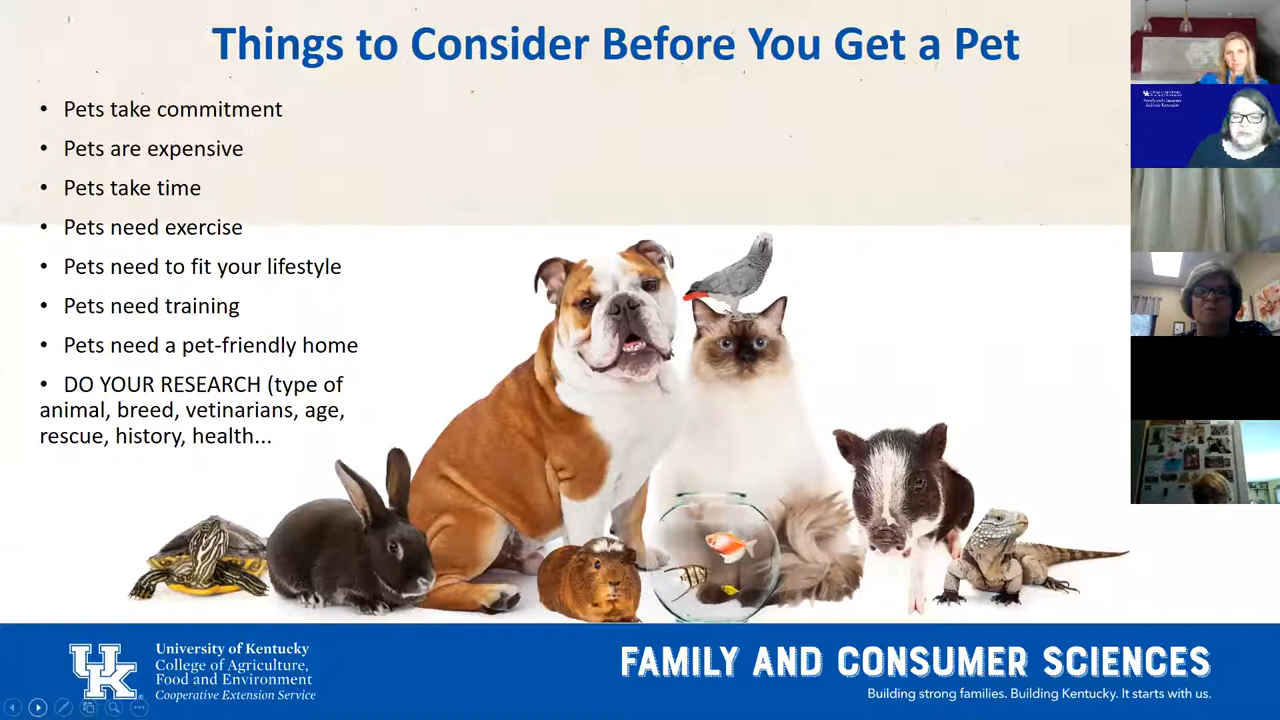 Things to Consider Before You Get a Pet
• Pets take commitment
• Pets are expensive
• Pets take time
• Pets need exercise
• Pets need to fit your lifestyle
• Pets need training
• Pets need a pet-friendly home
• DO YOUR RESEARCH (type of
animal, breed, vetinarians, age,
rescue, history, health...
UK
University of Kentucky
College of Agriculture,
Food and Environment
Cooperative Extension Service
FAMILY AND CONSUMER SCIENCES
Building strong families. Building Kentucky. It starts with us.